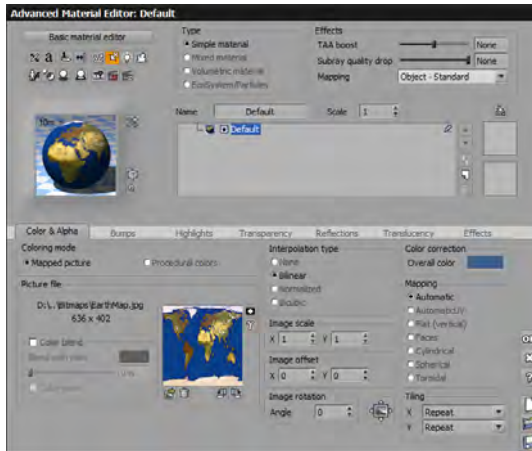 Advanced Material Editor: Default
Basic material editor
Type
Simple material
Mixed material
Volumetric material
EcoSystem/Particles
Effects
TAA boost
None
Subray quality drop
None
Mapping
Object - Standard
10m
Name
Default
Scale
1
Default
Color & Alpha
Bumps
Highlights
Transparency
Reflections
Translucency
Effects
Coloring mode
Mapped picture
Procedural colors
Picture file
D:\..\Bitmaps\EarthMap.jpg
636 x 402
Color blend
Interpolation type
None
Bilinear
Normalized
Bicubic
Image scale
X 1 Y 1
Image offset
X 0 Y 0
Image rotation
Angle 0
Color correction
Overall color
Mapping
Automatic
Automatic/Y
Flat (vertical)
Faces
Cylindrical
Spherical
Toroidal
Tiling
X Repeat
Y Repeat